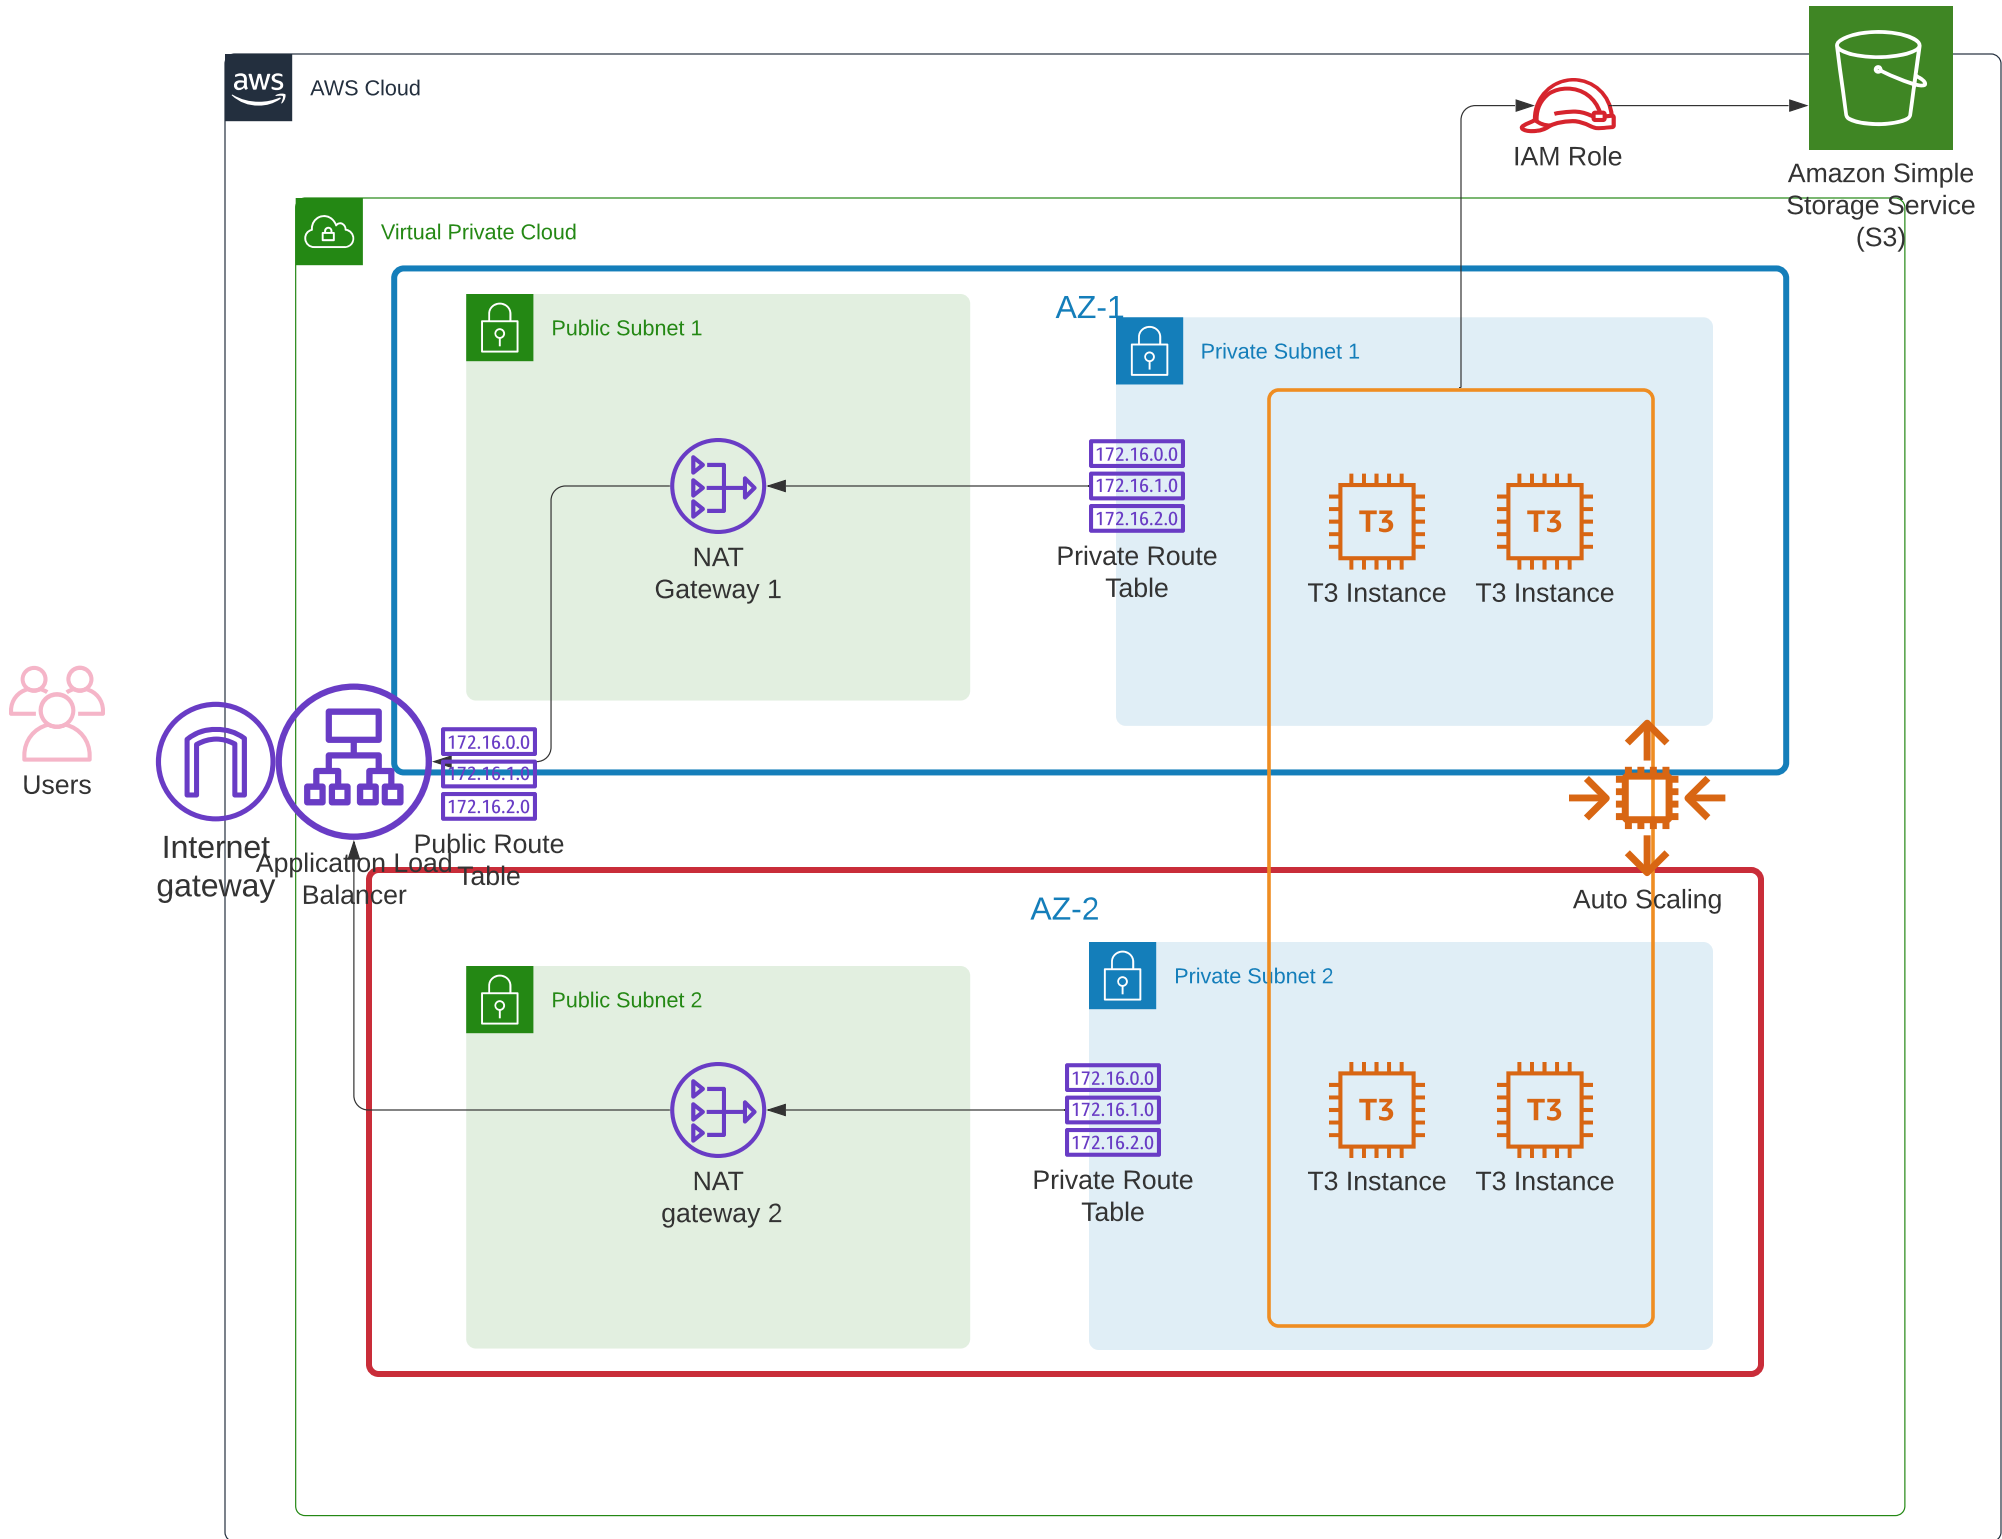 aws
AWS Cloud
IAM Role
Amazon Simple
Storage Service
(S3)
Virtual Private Cloud
AZ-1
Public Subnet 1
Private Subnet 1
172.16.0.0
172.16.1.0
172.16.2.0
Private Route
Table
NAT
Gateway 1
T3
T3
T3 Instance
T3 Instance
Users
Internet
gateway
Application Load
Balancer
172.16.0.0
172.16.1.0
172.16.2.0
Public Route
Table
Auto Scaling
AZ-2
Public Subnet 2
Private Subnet 2
172.16.0.0
172.16.1.0
172.16.2.0
Private Route
Table
NAT
gateway 2
T3
T3
T3 Instance
T3 Instance